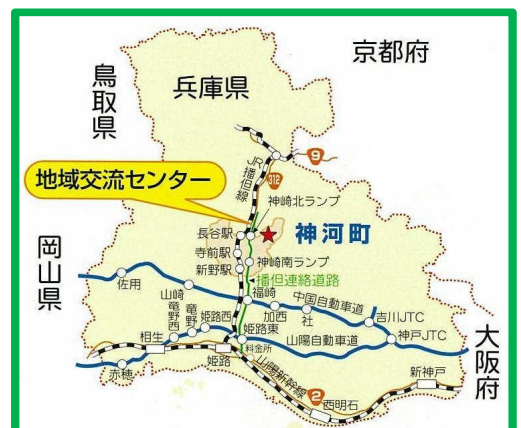 京都府
鳥取県
兵庫県
9
JR播但線
312
地域交流センター
神崎北ランプ
長谷駅
神河町
寺前駅
神崎南ランプ
新野駅
播但連絡道路
岡山県
佐用
山崎
福崎
中国自動車道
加西
社
吉川JTC
竜野西
竜野
姫路西
相生
姫路東
山陽自動車道
神戸JTC
大阪府
料金所
赤穂
姫路
山陽新幹線
2
西明石
新神戸